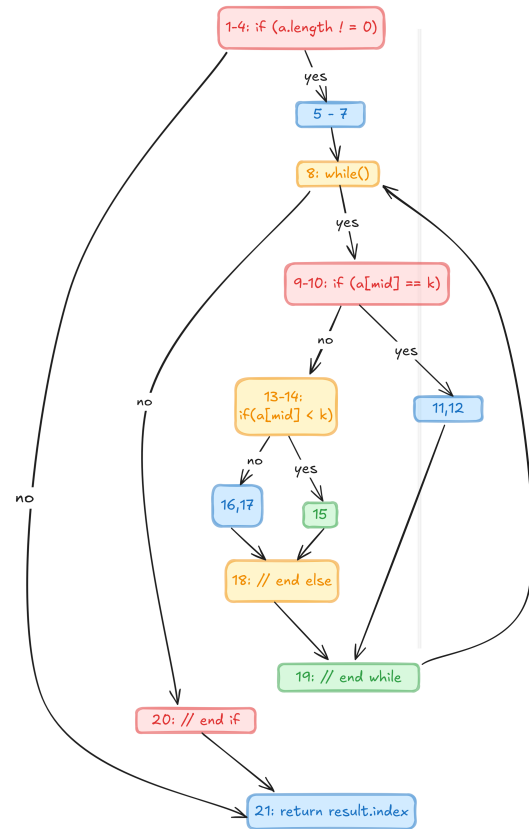 1-4: if (a.length ! = 0)
yes
5 - 7
8: while()
yes
9-10: if (a[mid] == k)
no
yes
13-14:
if(a[mid] < k)
no
11,12
no
yes
no
16,17
15
18: // end else
19: // end while
20: // end if
21: return result.index